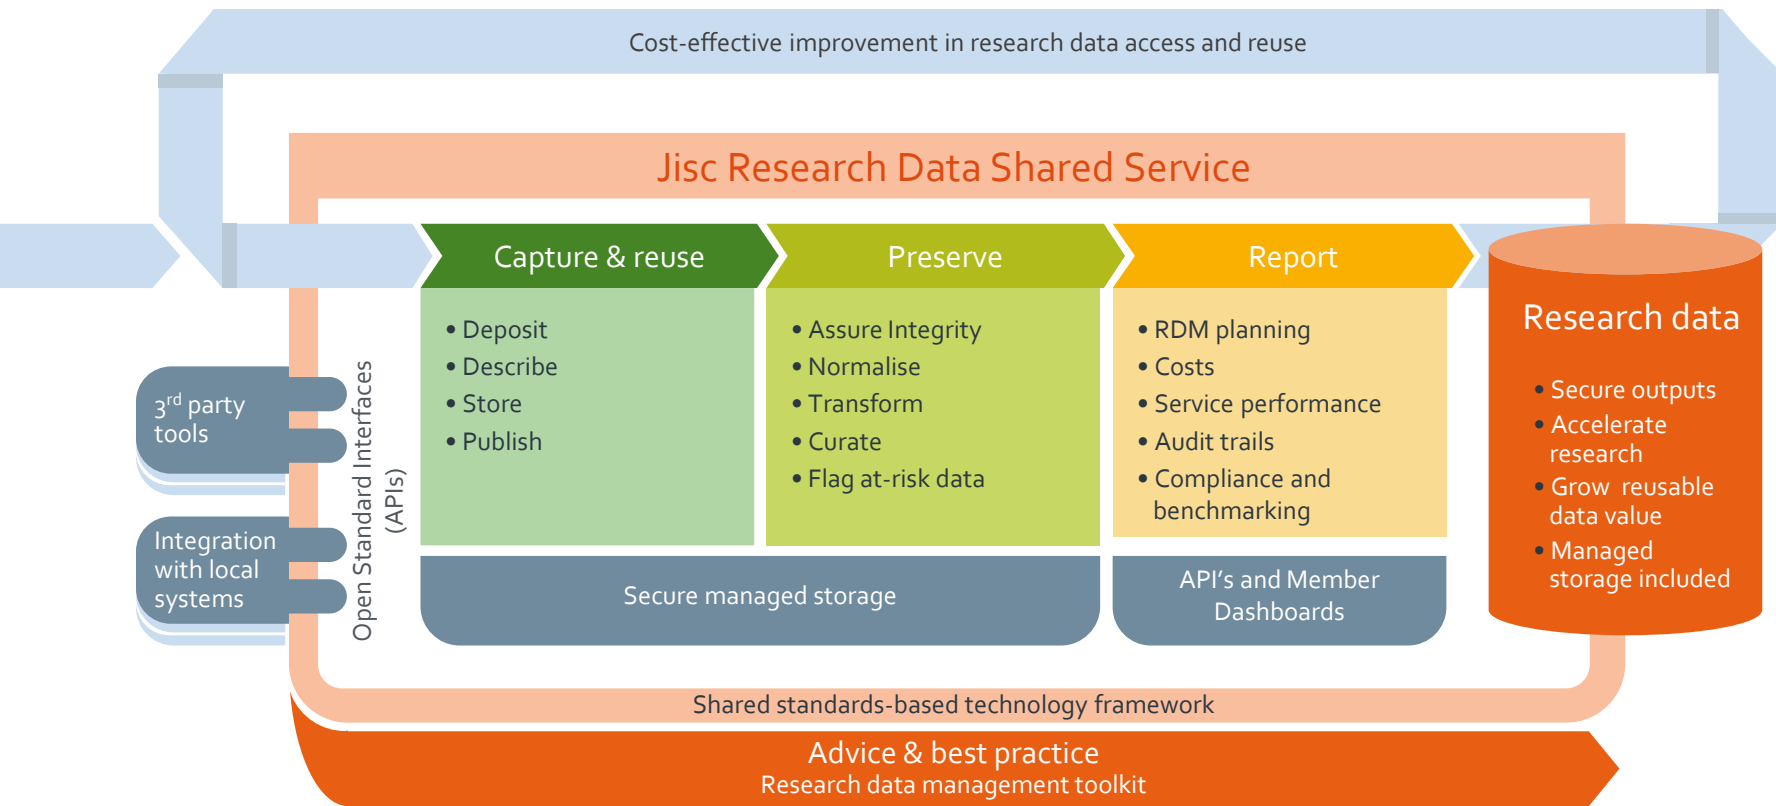 Cost-effective improvement in research data access and reuse
Jisc Research Data Shared Service
Capture & reuse
• Deposit
• Describe
• Store
• Publish
Preserve
• Assure Integrity
• Normalise
• Transform
• Curate
• Flag at-risk data
Report
• RDM planning
• Costs
• Service performance
• Audit trails
• Compliance and
benchmarking
Research data
• Secure outputs
• Accelerate
research
• Grow reusable
data value
• Managed
storage included
3rd party
tools
Integration
with local
systems
Open Standard Interfaces
(APIs)
Secure managed storage
API's and Member
Dashboards
Shared standards-based technology framework
Advice & best practice
Research data management toolkit